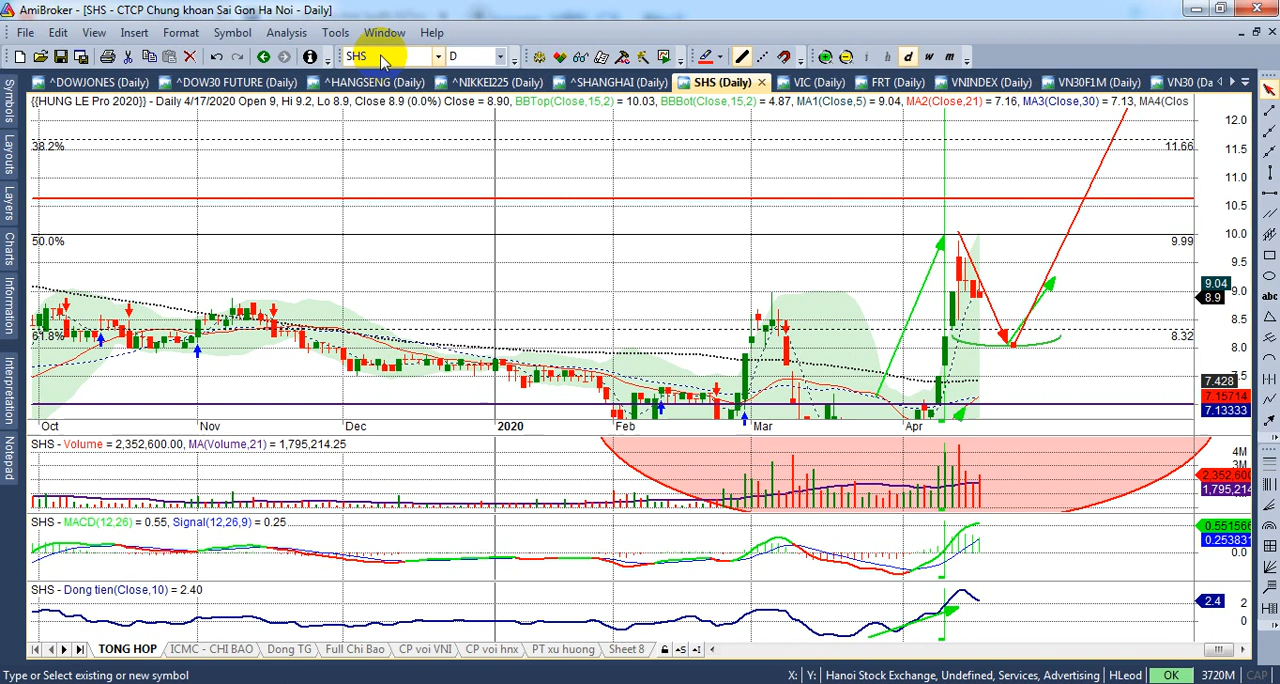 AmiBroker - [SHS - CTCP Chung khoan Sai Gon Ha Noi - Daily]
File Edit View Insert Format Symbol Analysis Tools Window Help
SHS D h d w m
^DOWJONES (Daily) ^DOW30 FUTURE (Daily) ^HANGSENG (Daily) ^NIKKEI225 (Daily) ^SHANGHAI (Daily) SHS (Daily) VIC (Daily) FRT (Daily) VNINDEX (Daily) VN30F1M (Daily) VN30 (Da
{{HUNG LE Pro 2020}} - Daily 4/17/2020 Open 9, Hi 9.2, Lo 8.9, Close 8.9 (0.0%) Close = 8.90, BBTop(Close,15,2) = 10.03, BBBot(Close,15,2) = 4.87, MA1(Close,5) = 9.04, MA2(Close,21) = 7.16, MA3(Close,30) = 7.13, MA4(Clos
Symbols
Layouts
Layers
Charts
Information
Interpretation
Notepad
abc
12.0
38.2% 11.66 11.5
11.0
10.5
10.0
50.0% 9.99
9.5
9.04
9.0
8.9
8.5
61.8% 8.32
8.0
7.5
7.428
7.15714
7.13333
Oct Nov Dec 2020 Feb Mar Apr
SHS - Volume = 2,352,600.00, MA(Volume,21) = 1,795,214.25
4M
3M
2,352,600
1,795,214
SHS - MACD(12,26) = 0.55, Signal(12,26,9) = 0.25
0.551566
0.253831
0.0
SHS - Dong tien(Close,10) = 2.40
2.4 2
0
TONG HOP ICMC - CHI BAO Dong TG Full Chi Bao CP voi VNI CP voi hnx PT xu huong Sheet 8
Type or Select existing or new symbol X: Y: Hanoi Stock Exchange, Undefined, Services, Advertising HLeod OK 3720M CAP